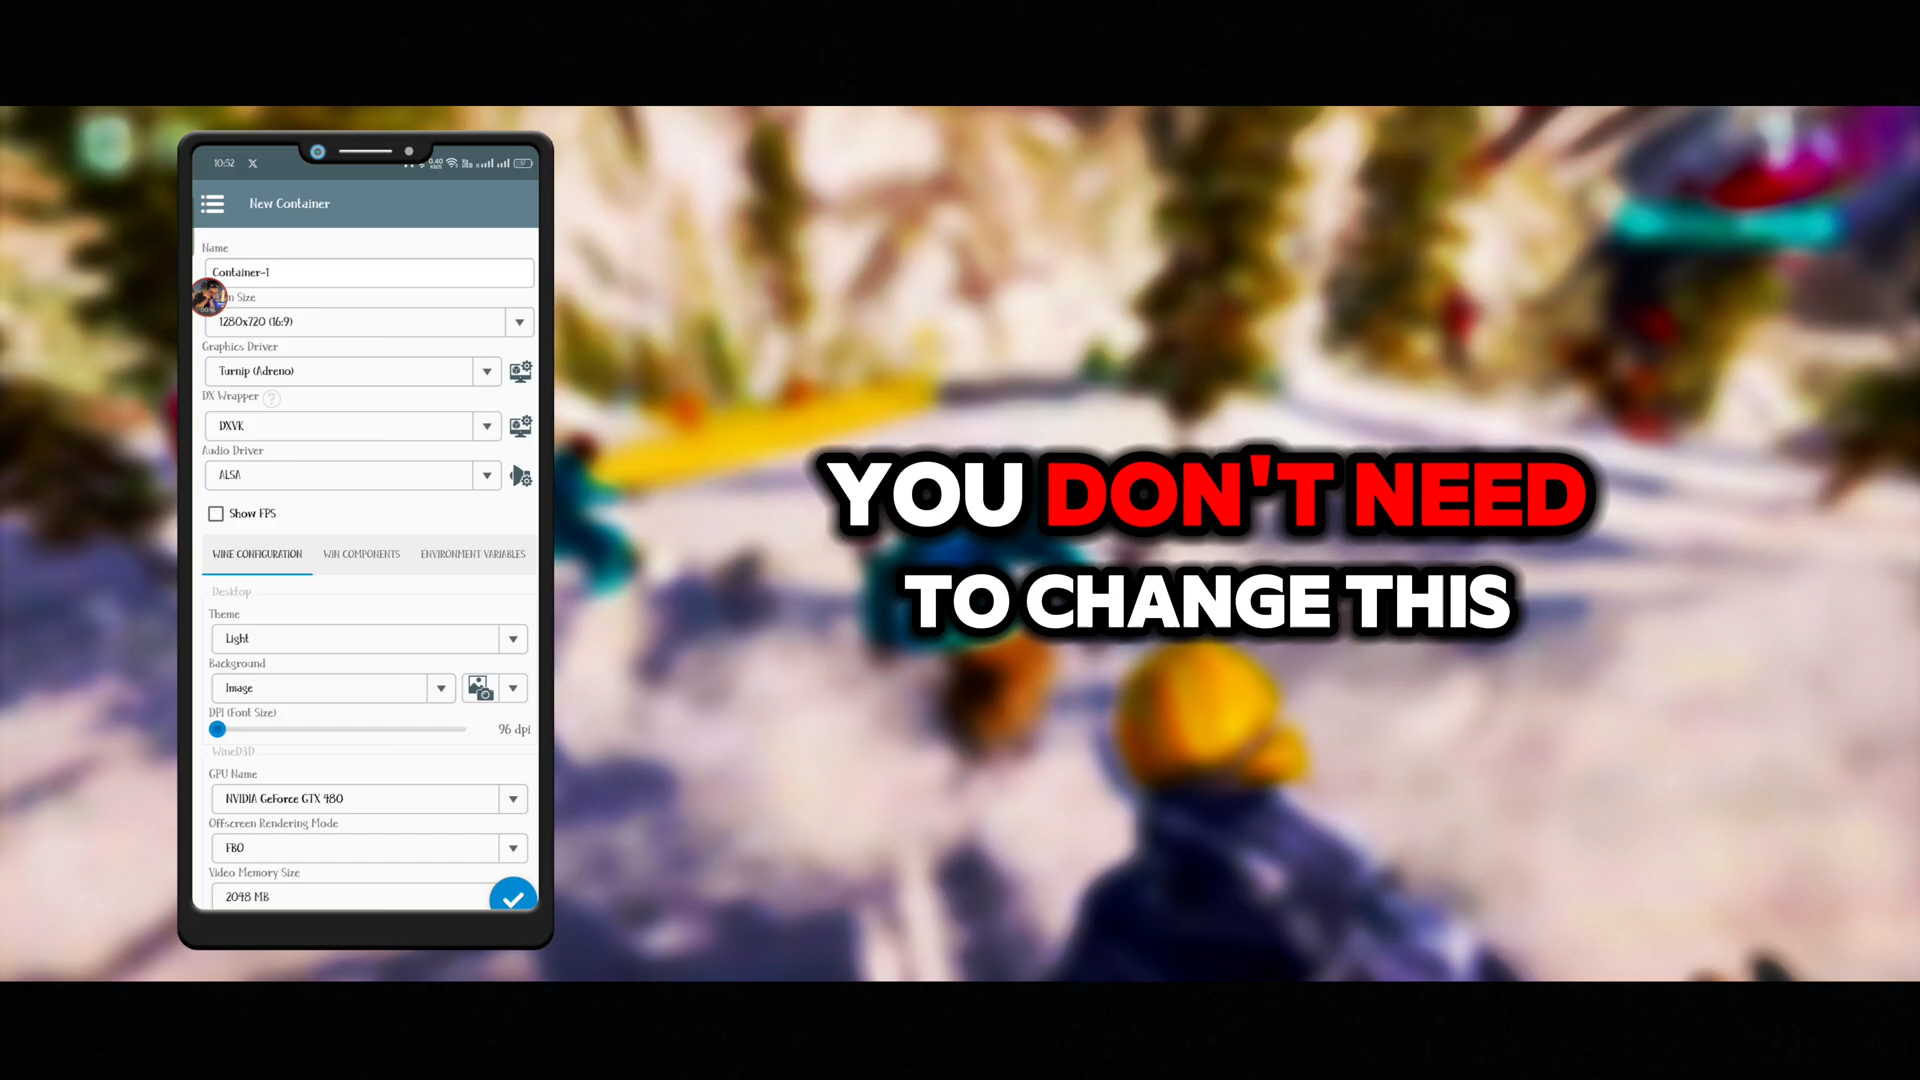 10:52
0.40
New Container
Name
Container-1
n Size
1280x720 (16:9)
Graphics Driver
Turnip (Adreno)
DX Wrapper ?
DXVK
Audio Driver
ALSA
Show FPS
WINE CONFIGURATION WIN COMPONENTS ENVIRONMENT VARIABLES
Desktop
Theme
Light
Background
Image
DPI (Font Size)
96 dpi
WineD3D
GPU Name
NVIDIA GeForce GTX 480
Offscreen Rendering Mode
FBO
Video Memory Size
2048 MB
YOU DON'T NEED
TO CHANGE THIS